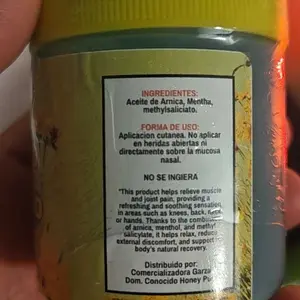 INGREDIENTES:
Aceite de Arnica, Mentha,
methylsaliciato.
FORMA DE USO:
Aplicacion cutanea. No aplicar
en heridas abiertas ni
directamente sobre la mucosa
nasal.
NO SE INGIERA
"This product helps relieve muscle
and joint pain, providing a
refreshing and soothing sensation
in areas such as knees, back, neck,
or hands. Thanks to the combination
of arnica, menthol, and methyl
salicylate, it helps relax, reduce
external discomfort, and support
body's natural recovery.
Distribuido por:
Comercializadora Garza
Dom. Conocido Honey Pu